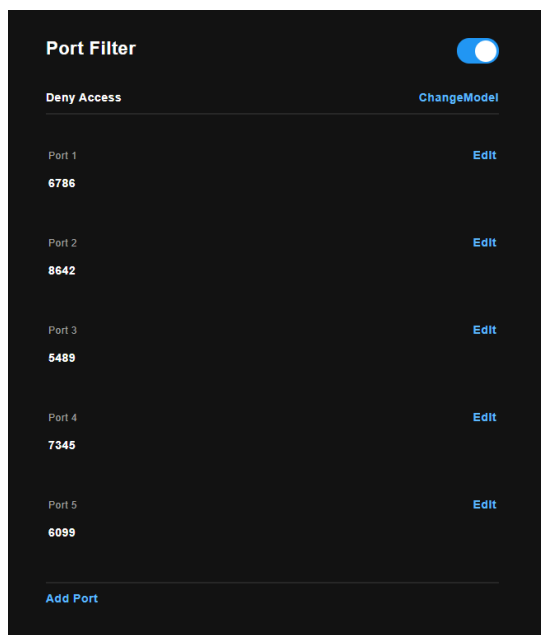 Port Filter
Deny Access ChangeModel
Port 1 Edit
6786
Port 2 Edit
8642
Port 3 Edit
5489
Port 4 Edit
7345
Port 5 Edit
6099
Add Port